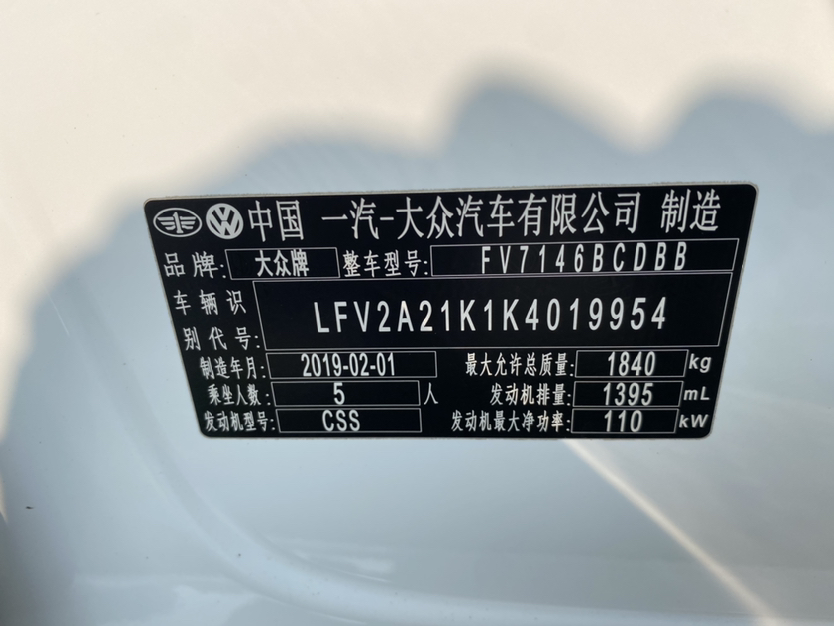 中国 一汽-大众汽车有限公司 制造
品牌: 大众牌 整车型号: FV7146BCDBB
车辆识别代号: LFV2A21K1K4019954
制造年月: 2019-02-01 最大允许总质量: 1840 kg
乘坐人数: 5 人 发动机排量: 1395 mL
发动机型号: CSS 发动机最大净功率: 110 kW